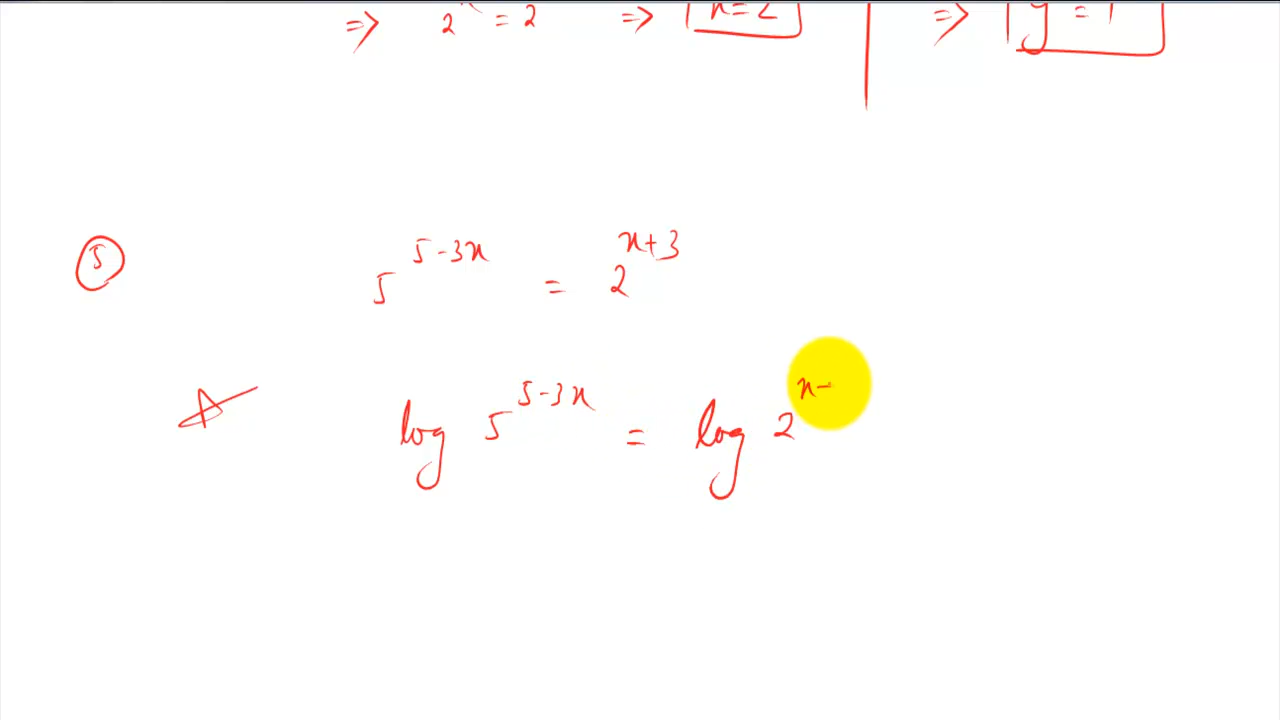 ⇒ 2^x = 2 ⇒ x = 2 ⇒ y = 1
5 5^{5-3x} = 2^{x+3}
log 5^{5-3x} = log 2^{x-